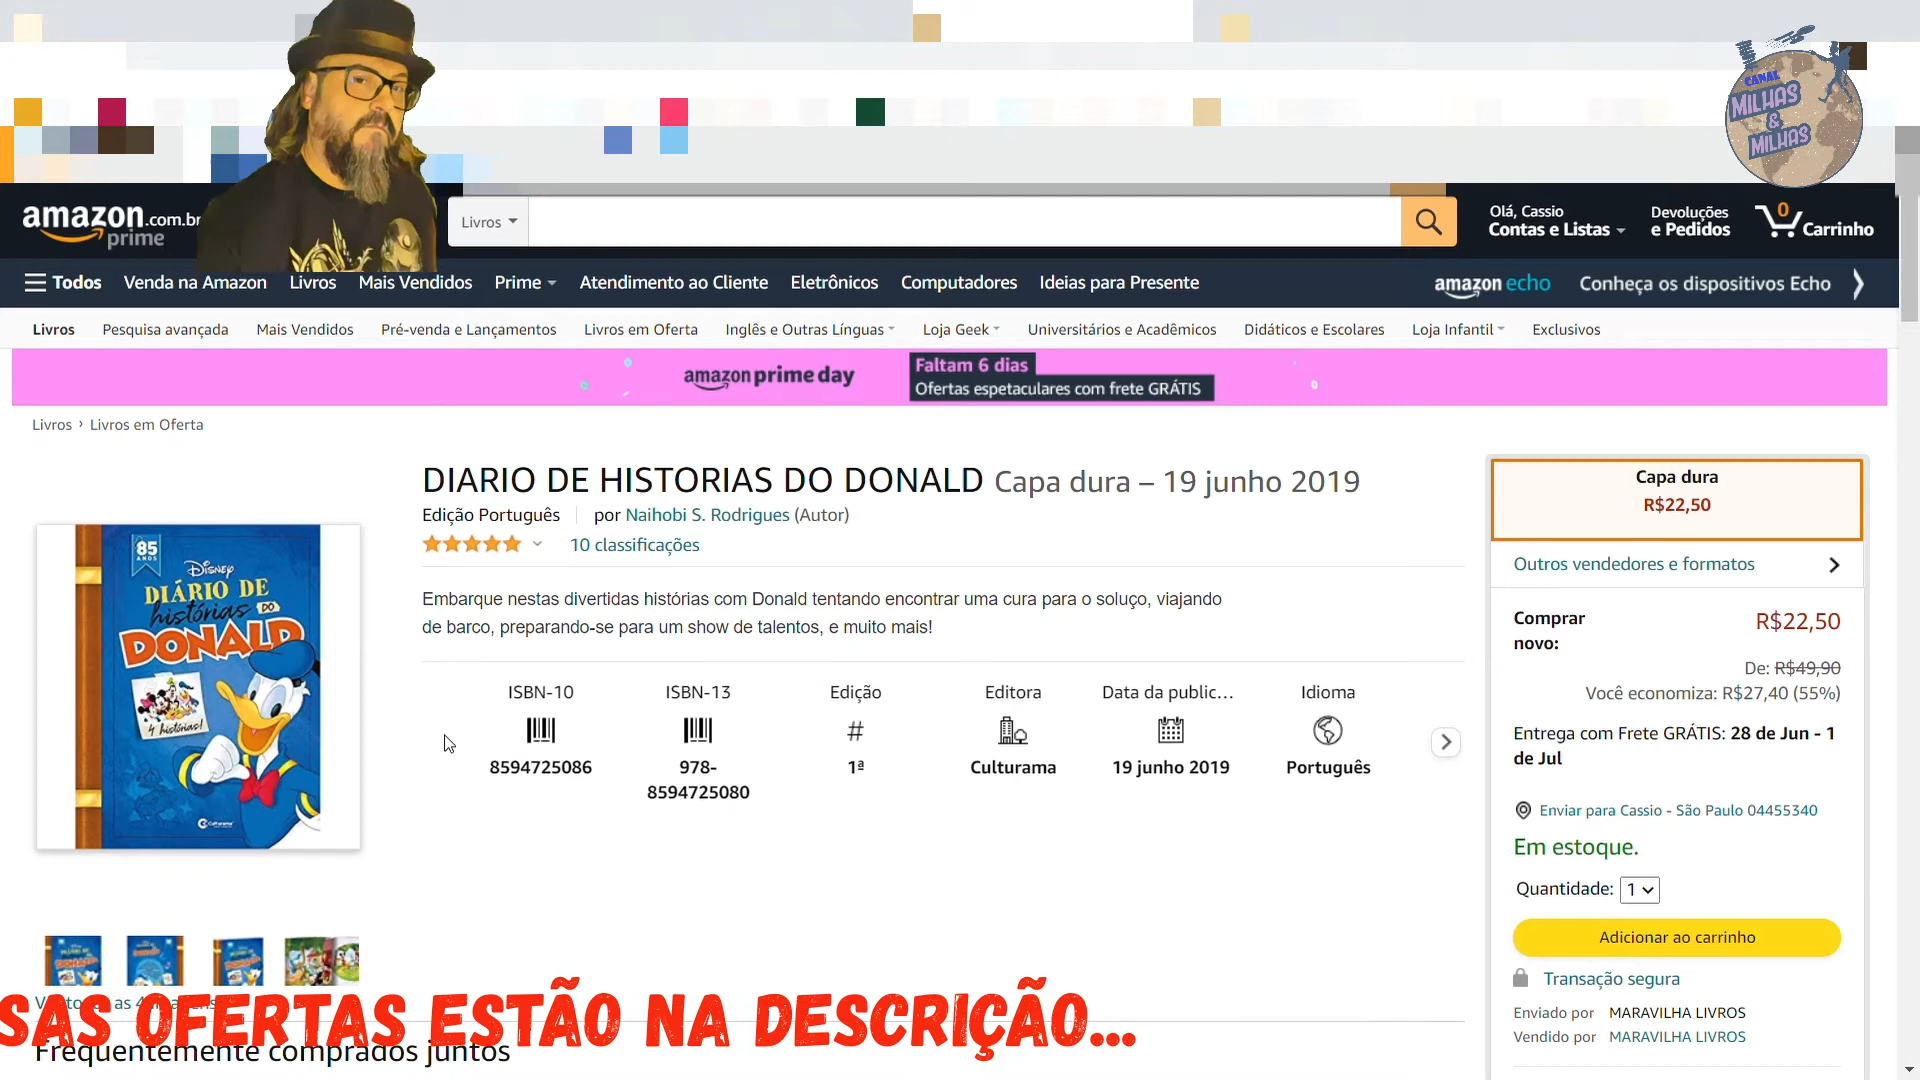 CANAL
MILHAS
&
MILHAS
amazon.com.br
prime
Livros
Olá, Cassio
Contas e Listas
Devoluções
e Pedidos
0
Carrinho
Todos
Venda na Amazon
Livros
Mais Vendidos
Prime
Atendimento ao Cliente
Eletrônicos
Computadores
Ideias para Presente
amazon echo
Conheça os dispositivos Echo
Livros
Pesquisa avançada
Mais Vendidos
Pré-venda e Lançamentos
Livros em Oferta
Inglês e Outras Línguas
Loja Geek
Universitários e Acadêmicos
Didáticos e Escolares
Loja Infantil
Exclusivos
amazon prime day
Faltam 6 dias
Ofertas espetaculares com frete GRÁTIS
Livros › Livros em Oferta
85
ANOS
Disney
DIÁRIO DE
histórias DO
DONALD
4 histórias!
Culturama
DIARIO DE HISTORIAS DO DONALD Capa dura – 19 junho 2019
Edição Português
por Naihobi S. Rodrigues (Autor)
10 classificações
Embarque nestas divertidas histórias com Donald tentando encontrar uma cura para o soluço, viajando
de barco, preparando-se para um show de talentos, e muito mais!
ISBN-10
8594725086
ISBN-13
978-
8594725080
Edição
#
1ª
Editora
Culturama
Data da public...
19 junho 2019
Idioma
Português
Capa dura
R$22,50
Outros vendedores e formatos
Comprar
novo:
R$22,50
De: R$49,90
Você economiza: R$27,40 (55%)
Entrega com Frete GRÁTIS: 28 de Jun - 1
de Jul
Enviar para Cassio - São Paulo 04455340
Em estoque.
Quantidade: 1
Adicionar ao carrinho
Transação segura
Enviado por MARAVILHA LIVROS
Vendido por MARAVILHA LIVROS
SAS OFERTAS ESTÃO NA DESCRIÇÃO...
Frequentemente comprados juntos